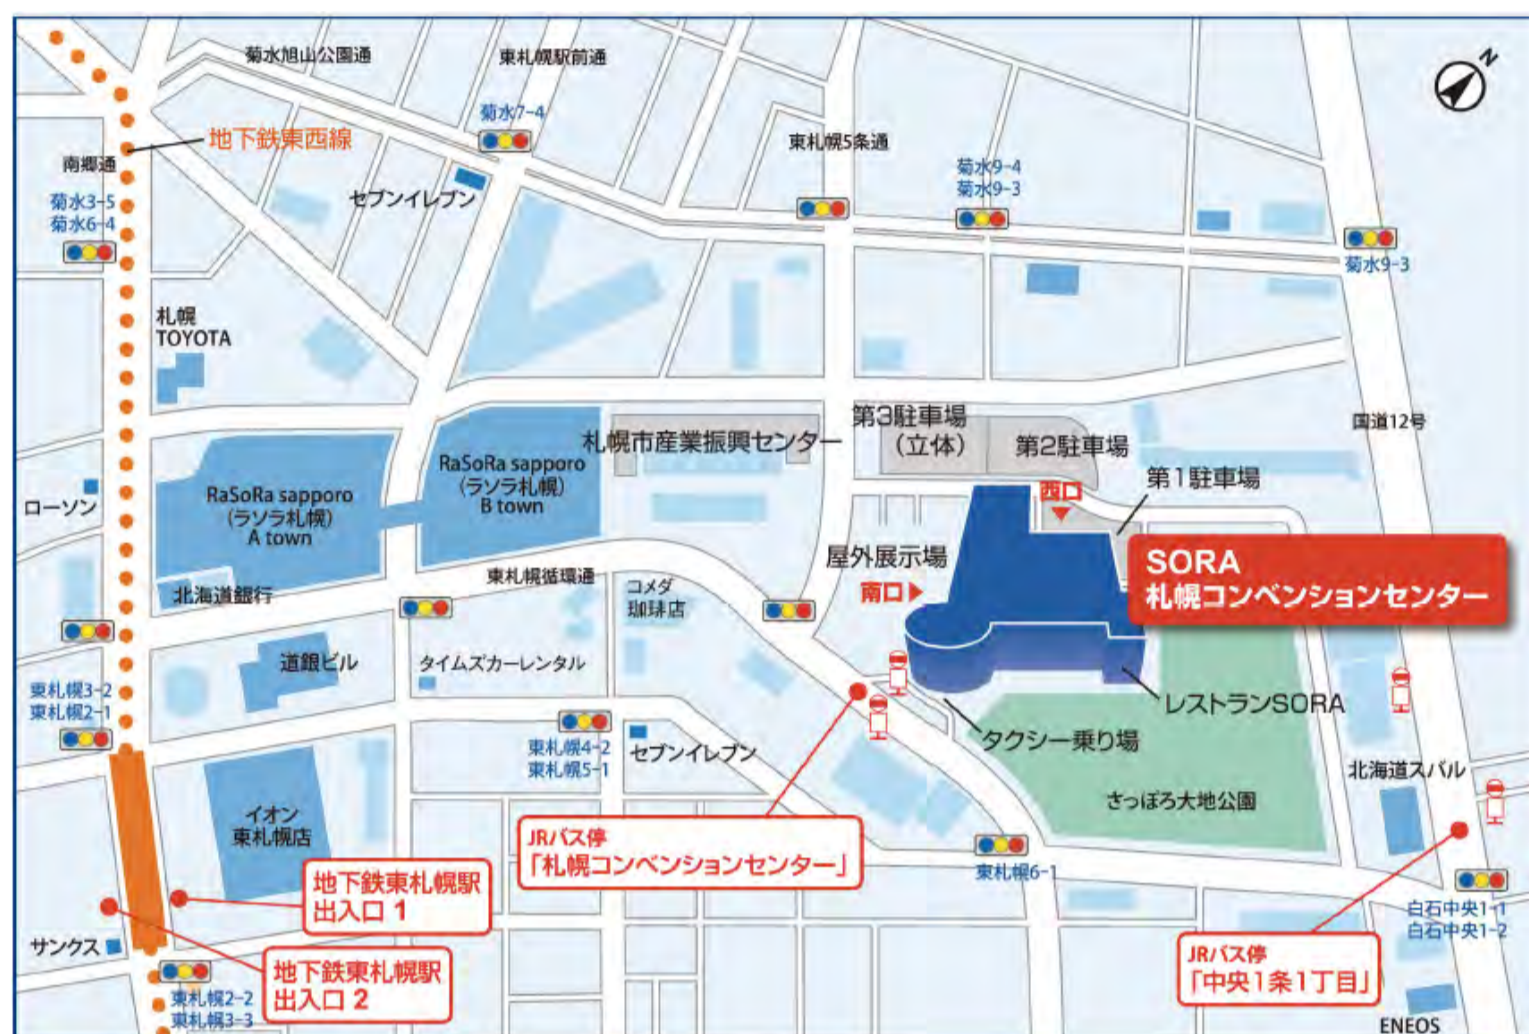 菊水旭山公園通
東札幌駅前通
N
菊水7-4
地下鉄東西線
南郷通
東札幌5条通
菊水9-4
菊水9-3
セブンイレブン
菊水3-5
菊水6-4
菊水9-3
札幌
TOYOTA
国道12号
札幌市産業振興センター
第3駐車場
(立体)
第2駐車場
RaSoRa sapporo
(ラソラ札幌)
B town
第1駐車場
西口
RaSoRa sapporo
(ラソラ札幌)
A town
ローソン
屋外展示場
南口
SORA
札幌コンベンションセンター
東札幌循環通
コメダ
珈琲店
北海道銀行
道銀ビル
タイムズカーレンタル
東札幌3-2
東札幌2-1
レストランSORA
タクシー乗り場
東札幌4-2
東札幌5-1
セブンイレブン
北海道スバル
さっぽろ大地公園
イオン
東札幌店
JRバス停
「札幌コンベンションセンター」
東札幌6-1
地下鉄東札幌駅
出入口 1
白石中央1-1
白石中央1-2
サンクス
地下鉄東札幌駅
出入口 2
JRバス停
「中央1条1丁目」
東札幌2-2
東札幌3-3
ENEOS